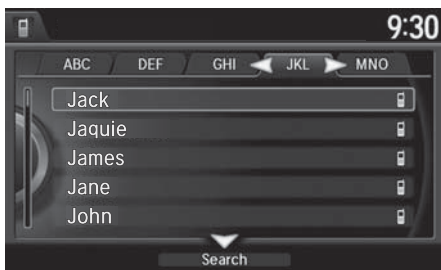 9:30
ABC DEF GHI JKL MNO
Jack
Jaquie
James
Jane
John
Search